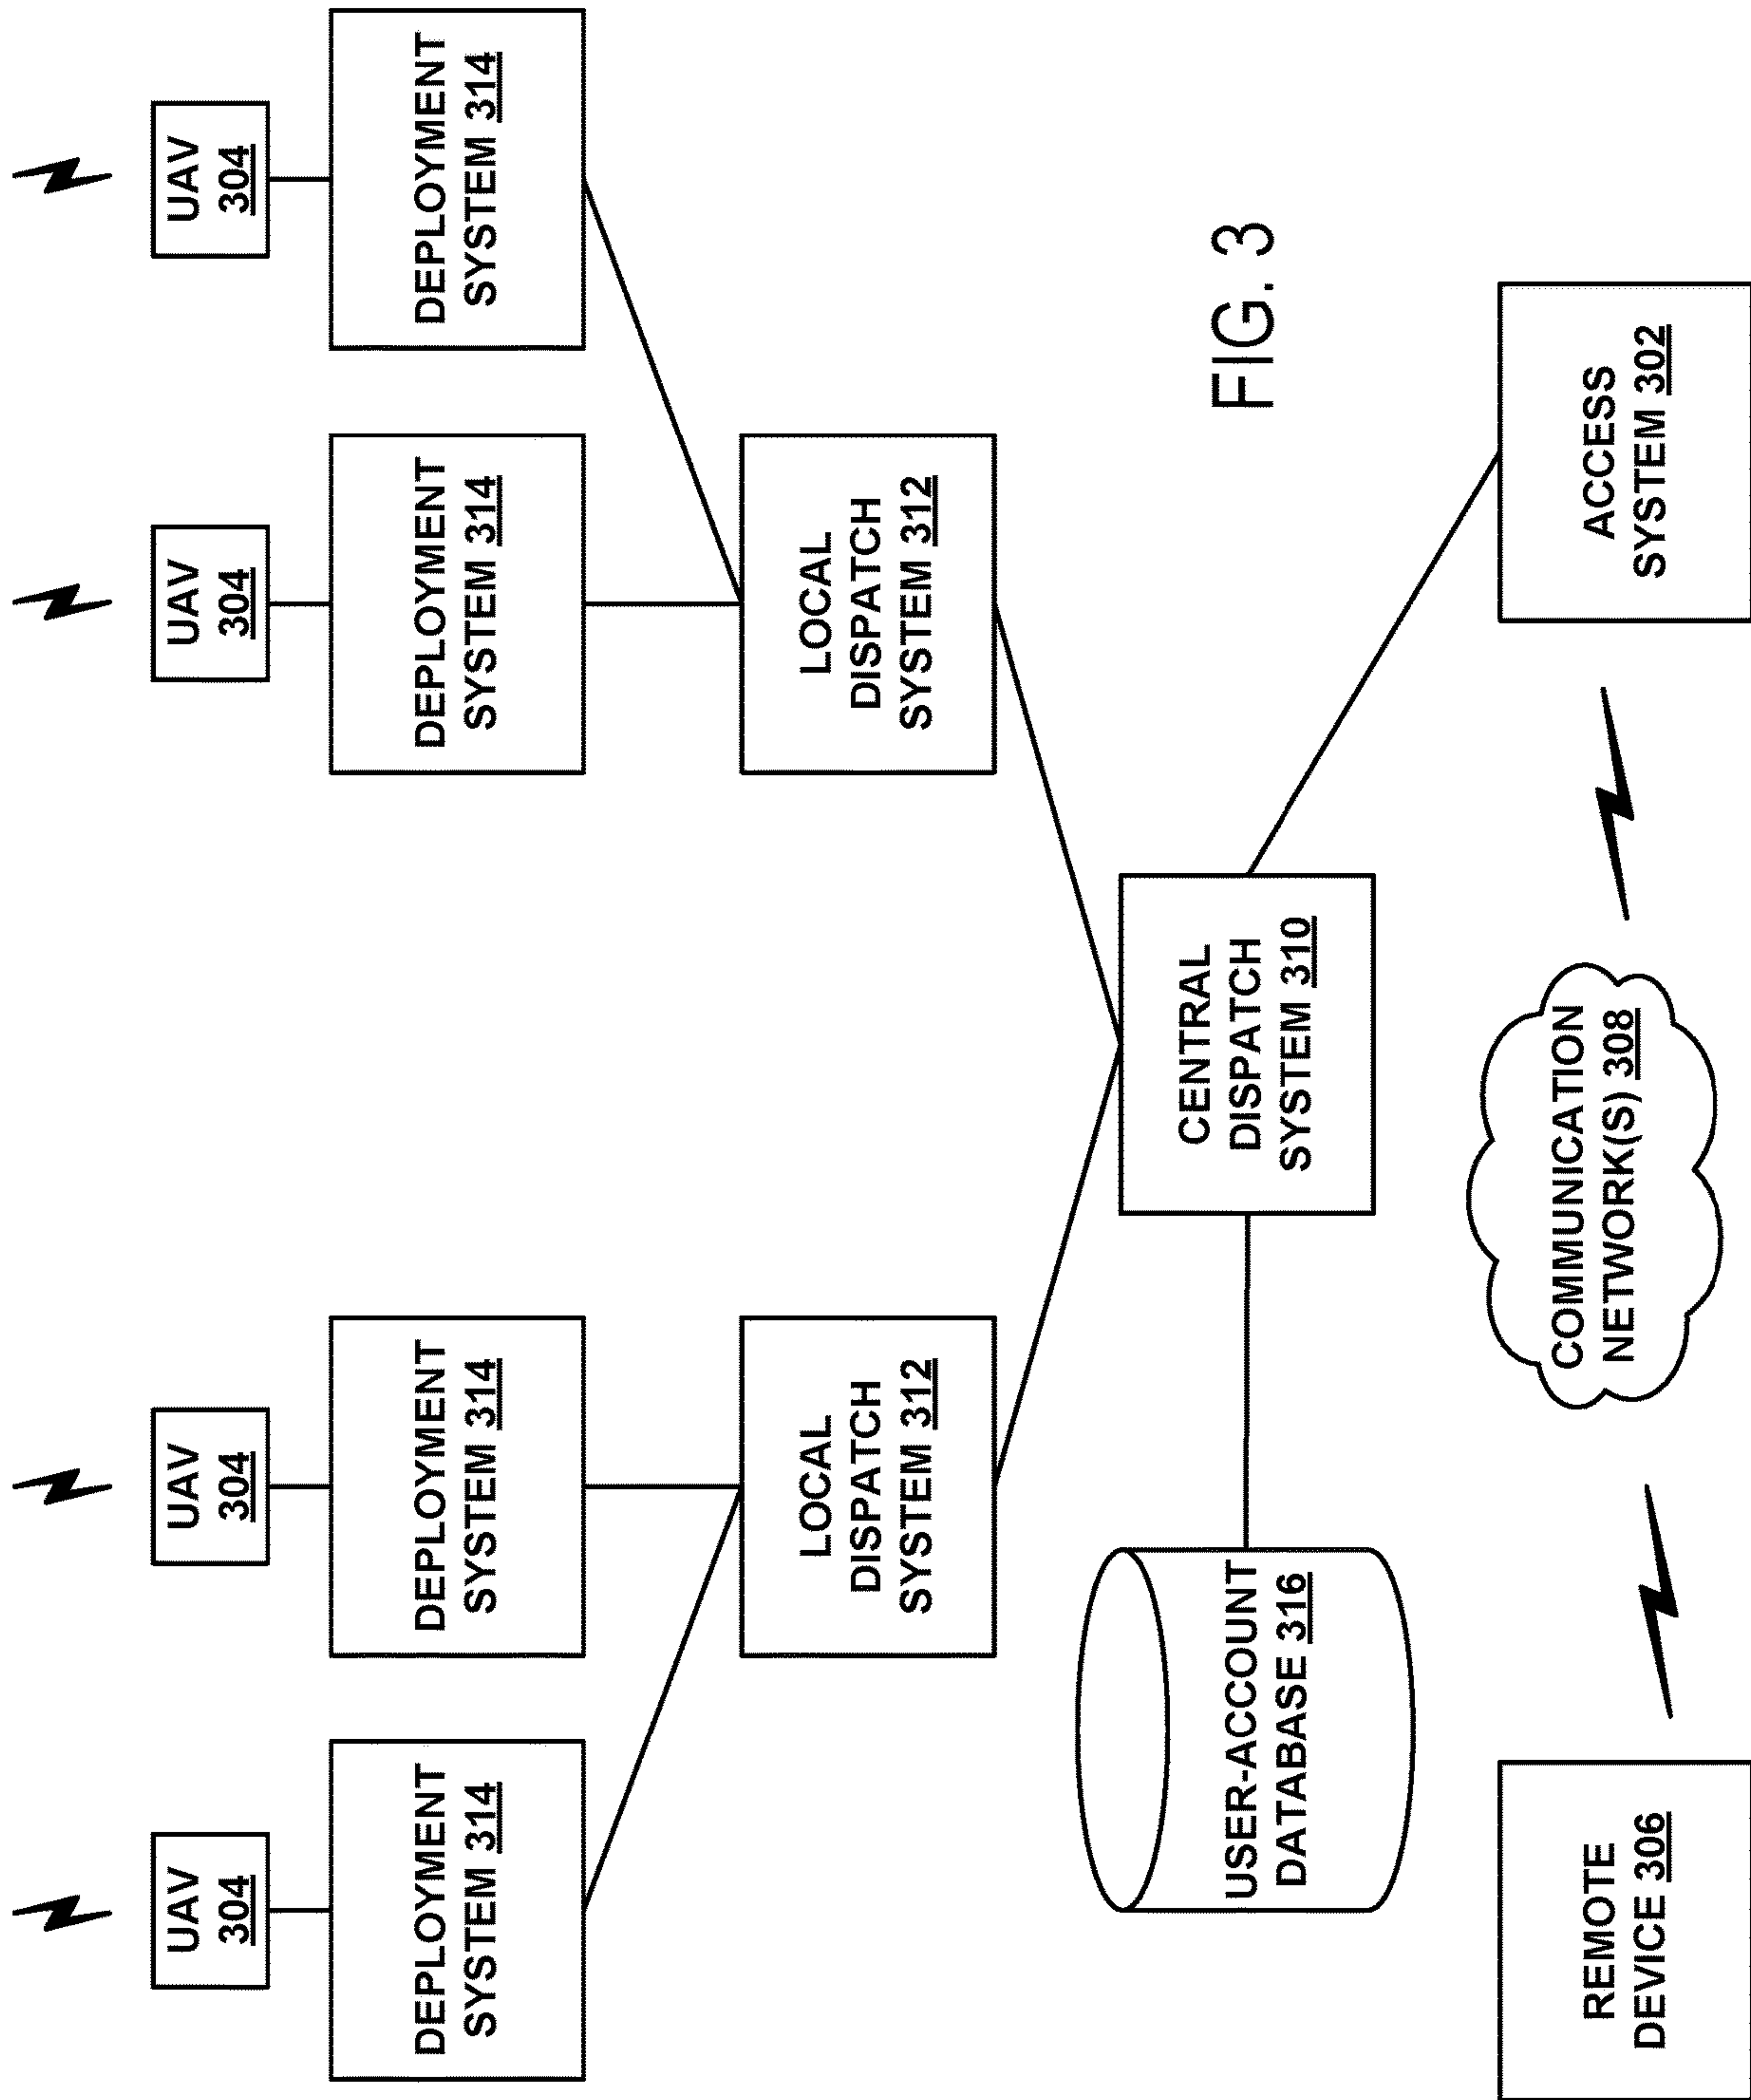 UAV
304
UAV
304
UAV
304
UAV
304
DEPLOYMENT
SYSTEM 314
DEPLOYMENT
SYSTEM 314
DEPLOYMENT
SYSTEM 314
DEPLOYMENT
SYSTEM 314
LOCAL
DISPATCH
SYSTEM 312
LOCAL
DISPATCH
SYSTEM 312
USER-ACCOUNT
DATABASE 316
CENTRAL
DISPATCH
SYSTEM 310
FIG. 3
REMOTE
DEVICE 306
COMMUNICATION
NETWORK(S) 308
ACCESS
SYSTEM 302